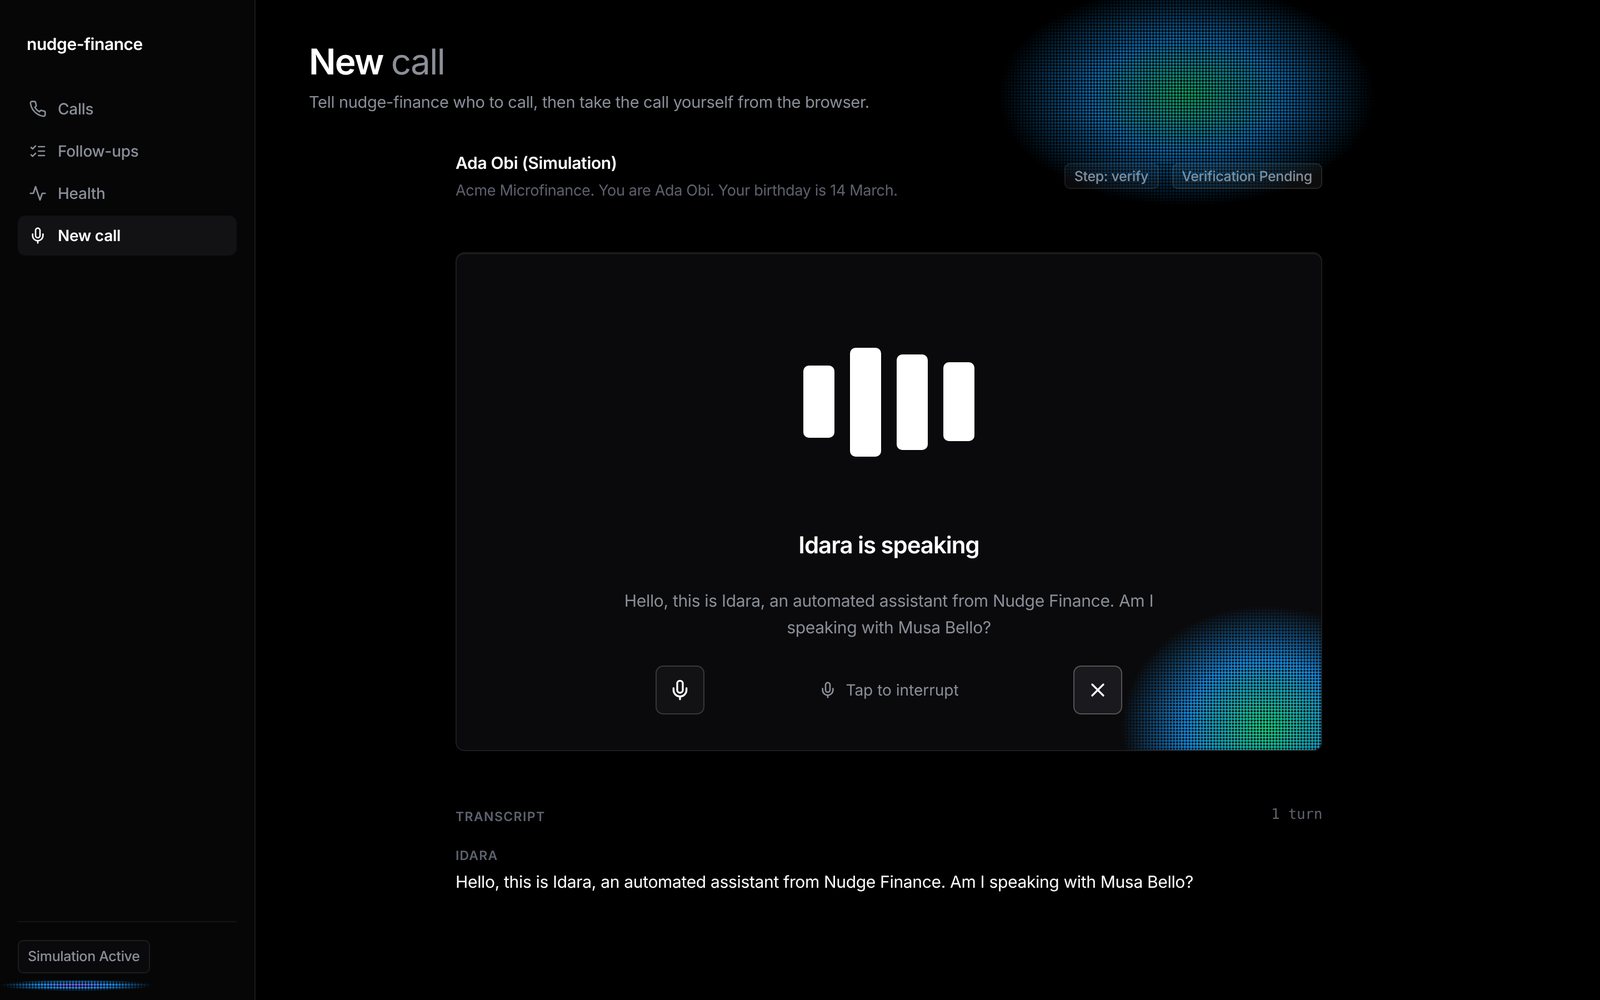 nudge-finance
Calls
Follow-ups
Health
New call
Simulation Active
New call
Tell nudge-finance who to call, then take the call yourself from the browser.
Ada Obi (Simulation)
Acme Microfinance. You are Ada Obi. Your birthday is 14 March.
Step: verify
Verification Pending
Idara is speaking
Hello, this is Idara, an automated assistant from Nudge Finance. Am I
speaking with Musa Bello?
Tap to interrupt
TRANSCRIPT
1 turn
IDARA
Hello, this is Idara, an automated assistant from Nudge Finance. Am I speaking with Musa Bello?